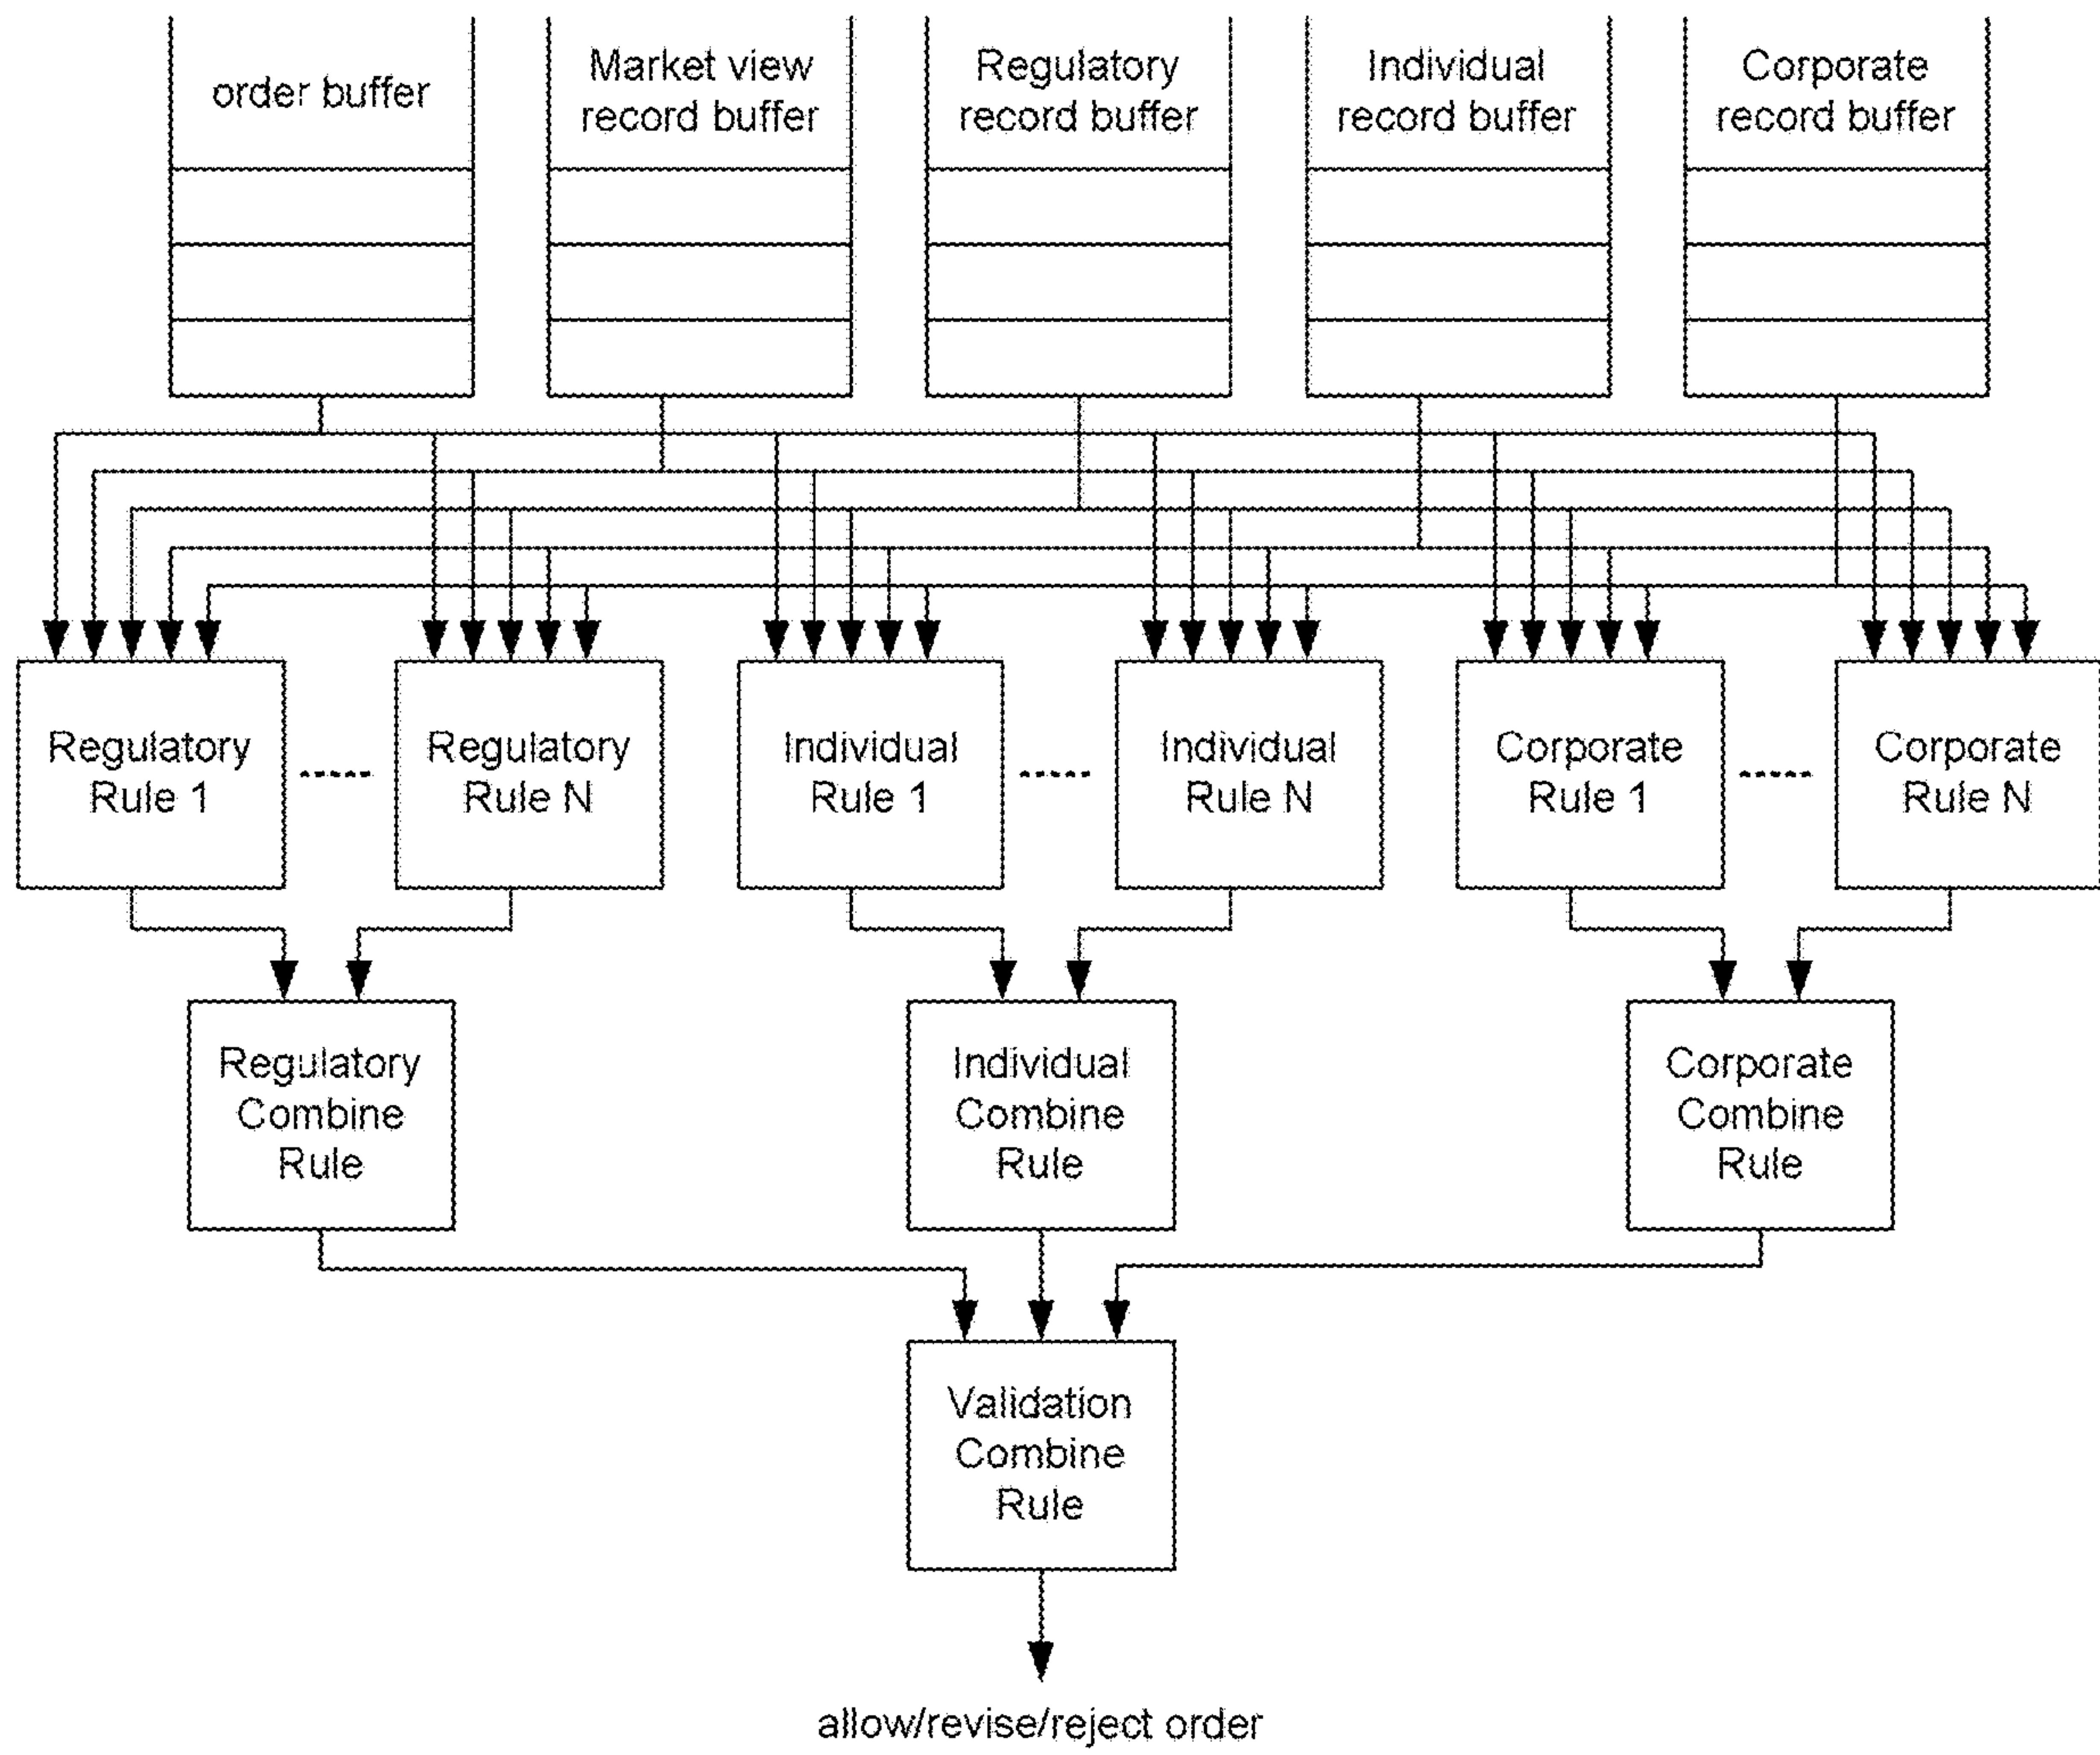 order buffer
Market view
record buffer
Regulatory
record buffer
Individual
record buffer
Corporate
record buffer
Regulatory
Rule 1
Regulatory
Rule N
Individual
Rule 1
Individual
Rule N
Corporate
Rule 1
Corporate
Rule N
Regulatory
Combine
Rule
Individual
Combine
Rule
Corporate
Combine
Rule
Validation
Combine
Rule
allow/revise/reject order